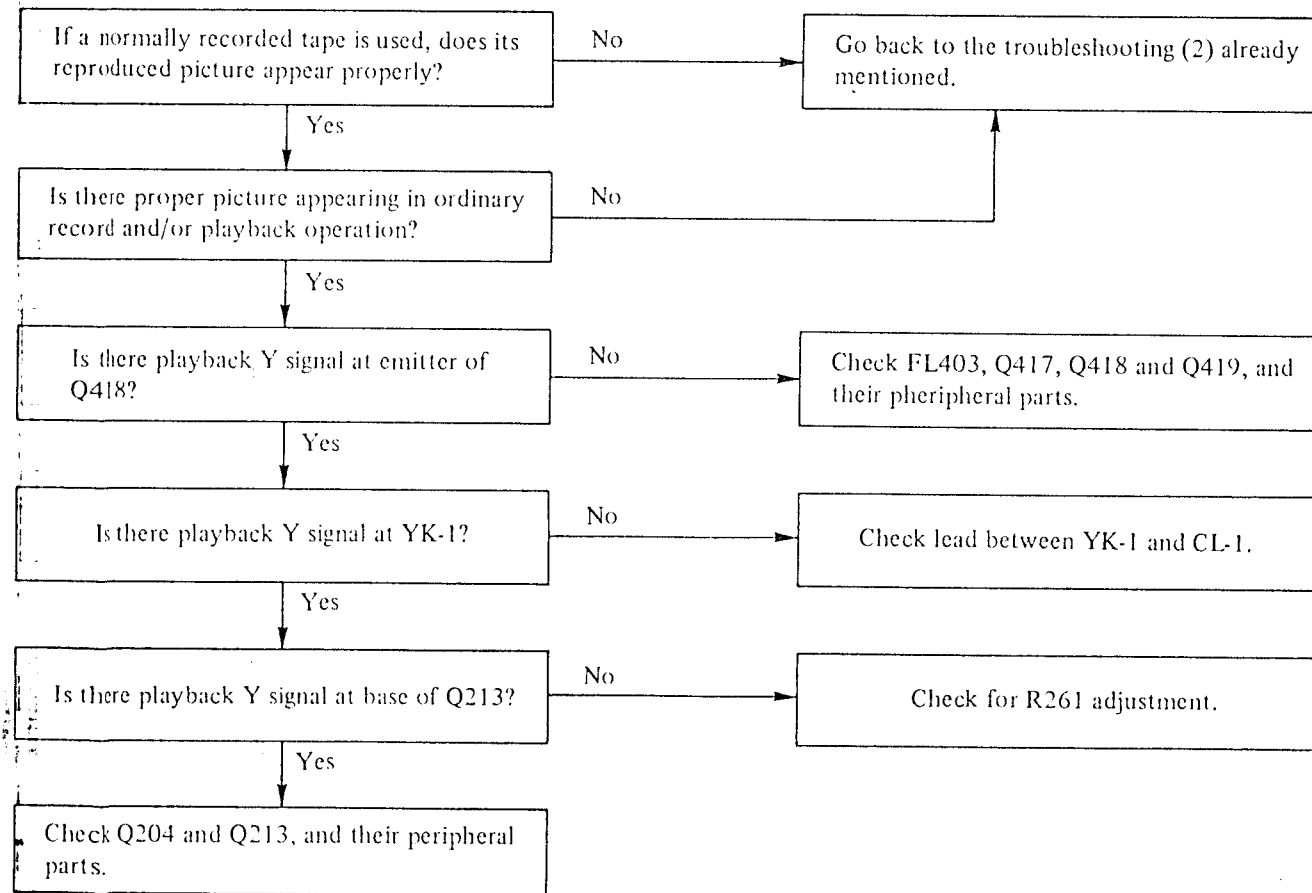 If a normally recorded tape is used, does its
reproduced picture appear properly?
No
Go back to the troubleshooting (2) already
mentioned.
Yes
Is there proper picture appearing in ordinary
record and/or playback operation?
No
Yes
Is there playback Y signal at emitter of
Q418?
No
Check FL403, Q417, Q418 and Q419, and
their pheripheral parts.
Yes
Is there playback Y signal at YK-1?
No
Check lead between YK-1 and CL-1.
Yes
Is there playback Y signal at base of Q213?
No
Check for R261 adjustment.
Yes
Check Q204 and Q213, and their peripheral
parts.